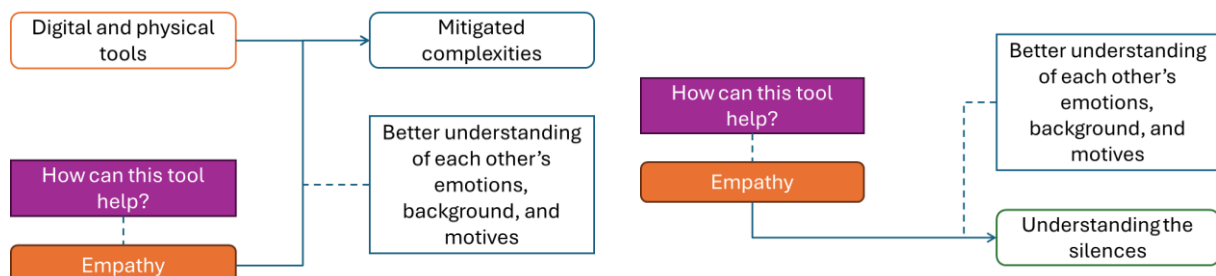 Digital and physical
tools
Mitigated
complexities
How can this tool
help?
Better understanding
of each other’s
emotions,
background, and
motives
Empathy
How can this tool
help?
Better understanding
of each other’s
emotions,
background, and
motives
Empathy
Understanding the
silences